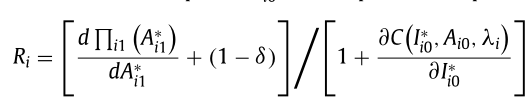 R_i = [ d∏_{i1}(A^*_{i1}) / dA^*_{i1} + (1 − δ) ] / [ 1 + ∂C(I^*_{i0}, A_{i0}, λ_i) / ∂I^*_{i0} ]